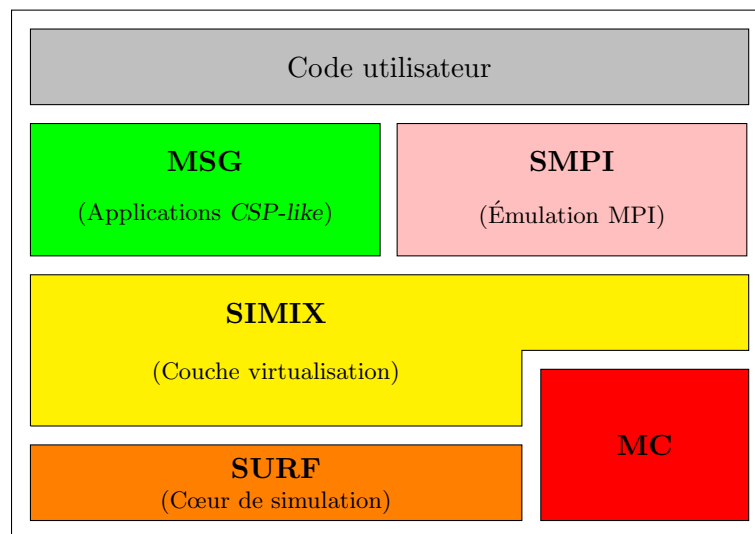 Code utilisateur
MSG
(Applications CSP-like)
SMPI
(Émulation MPI)
SIMIX
(Couche virtualisation)
MC
SURF
(Cœur de simulation)